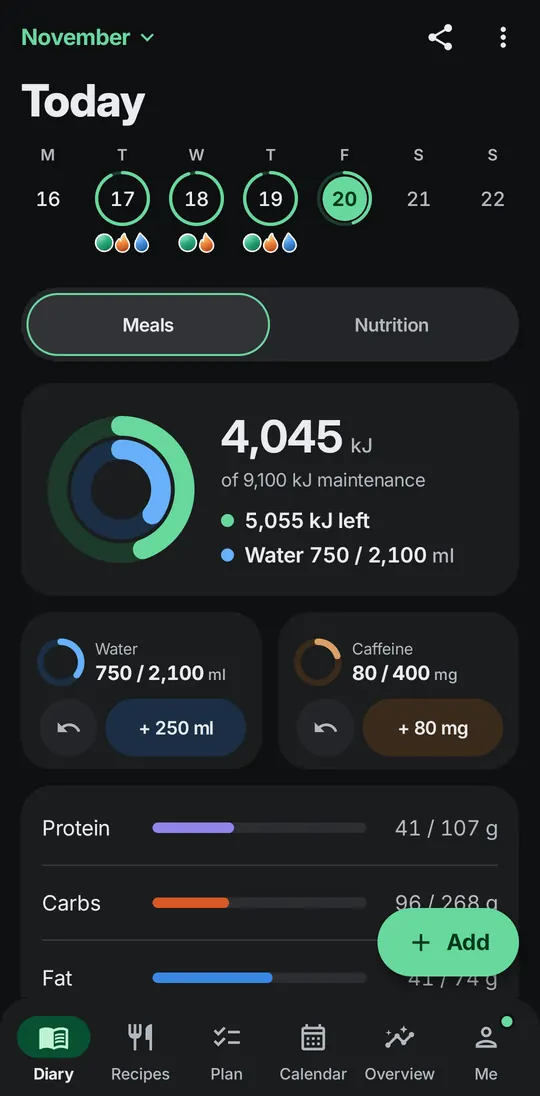 November
Today
M T W T F S S
16 17 18 19 20 21 22
Meals Nutrition
4,045 kJ
of 9,100 kJ maintenance
5,055 kJ left
Water 750 / 2,100 ml
Water
750 / 2,100 ml
+ 250 ml
Caffeine
80 / 400 mg
+ 80 mg
Protein 41 / 107 g
Carbs 96 / 268 g
+ Add
Fat 41 / 74 g
Diary Recipes Plan Calendar Overview Me